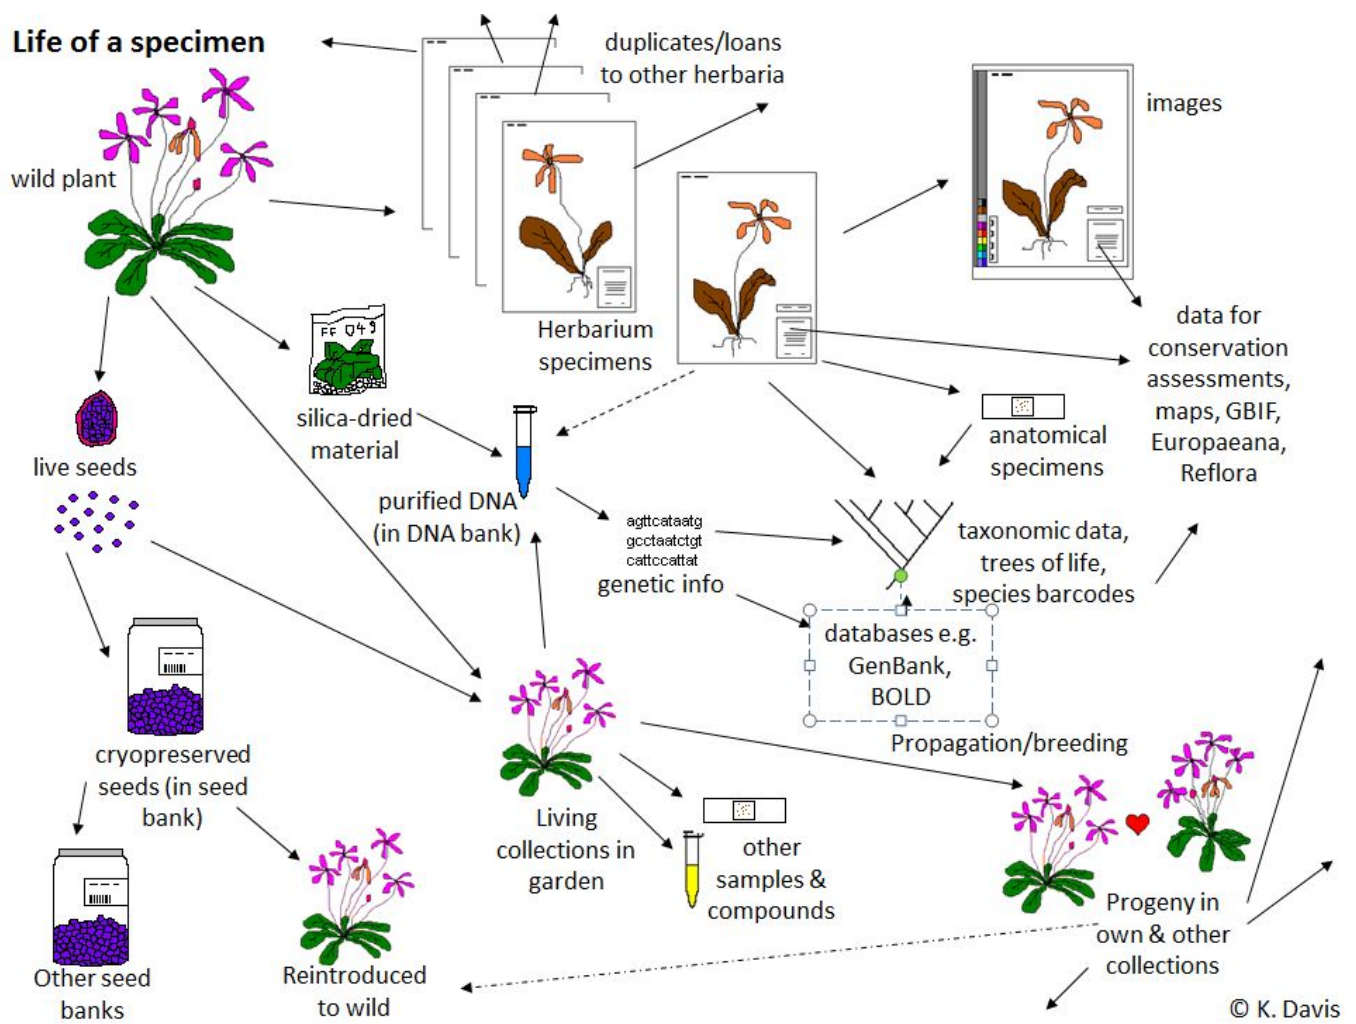 Life of a specimen
duplicates/loans
to other herbaria
images
wild plant
Herbarium
specimens
data for
conservation
assessments,
maps, GBIF,
Europaeana,
Reflora
FF 049
silica-dried
material
anatomical
specimens
live seeds
purified DNA
(in DNA bank)
agttcataatg
gcctaatctgt
cattccattat
genetic info
taxonomic data,
trees of life,
species barcodes
databases e.g.
GenBank,
BOLD
Propagation/breeding
cryopreserved
seeds (in seed
bank)
Living
collections in
garden
other
samples &
compounds
Progeny in
own & other
collections
Other seed
banks
Reintroduced
to wild
© K. Davis